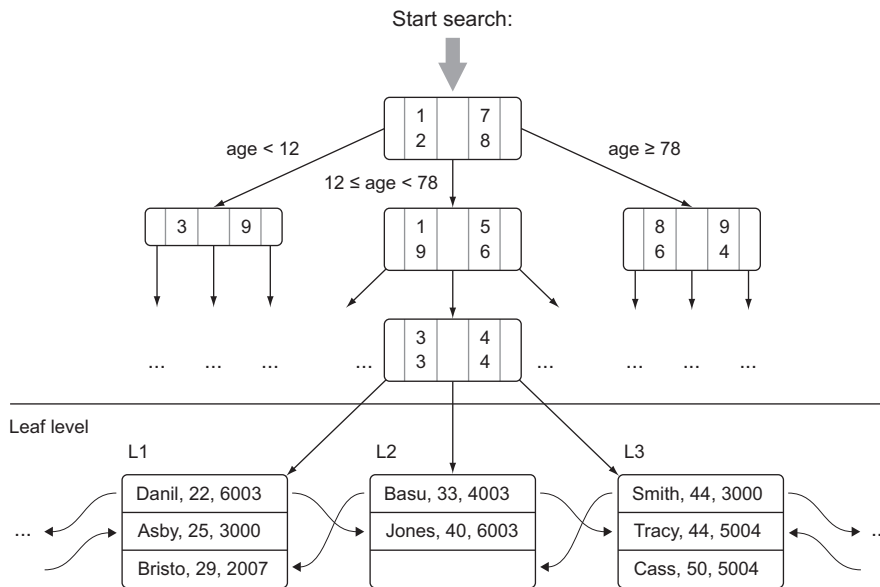 Start search:
1 7
2 8
age < 12
12 ≤ age < 78
age ≥ 78
3 9
1 5
9 6
8 9
6 4
3 4
3 4
... ... ... ... ... ... ... ...
Leaf level
L1
L2
L3
Danil, 22, 6003
Asby, 25, 3000
Bristo, 29, 2007
Basu, 33, 4003
Jones, 40, 6003
Smith, 44, 3000
Tracy, 44, 5004
Cass, 50, 5004
...
...